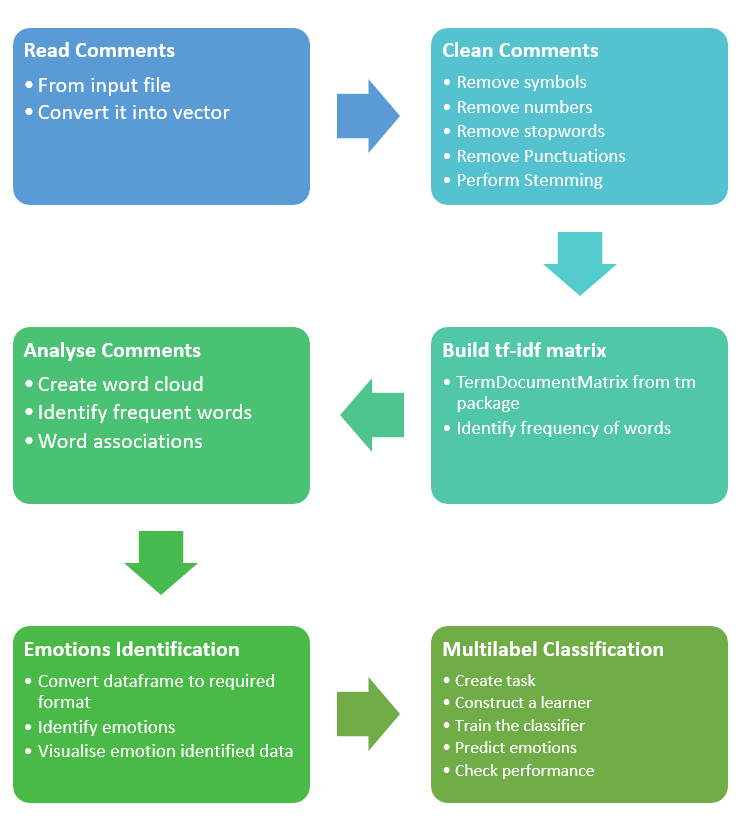 Read Comments
• From input file
• Convert it into vector
Clean Comments
• Remove symbols
• Remove numbers
• Remove stopwords
• Remove Punctuations
• Perform Stemming
Build tf-idf matrix
• TermDocumentMatrix from tm
package
• Identify frequency of words
Analyse Comments
• Create word cloud
• Identify frequent words
• Word associations
Emotions Identification
• Convert dataframe to required
format
• Identify emotions
• Visualise emotion identified data
Multilabel Classification
• Create task
• Construct a learner
• Train the classifier
• Predict emotions
• Check performance